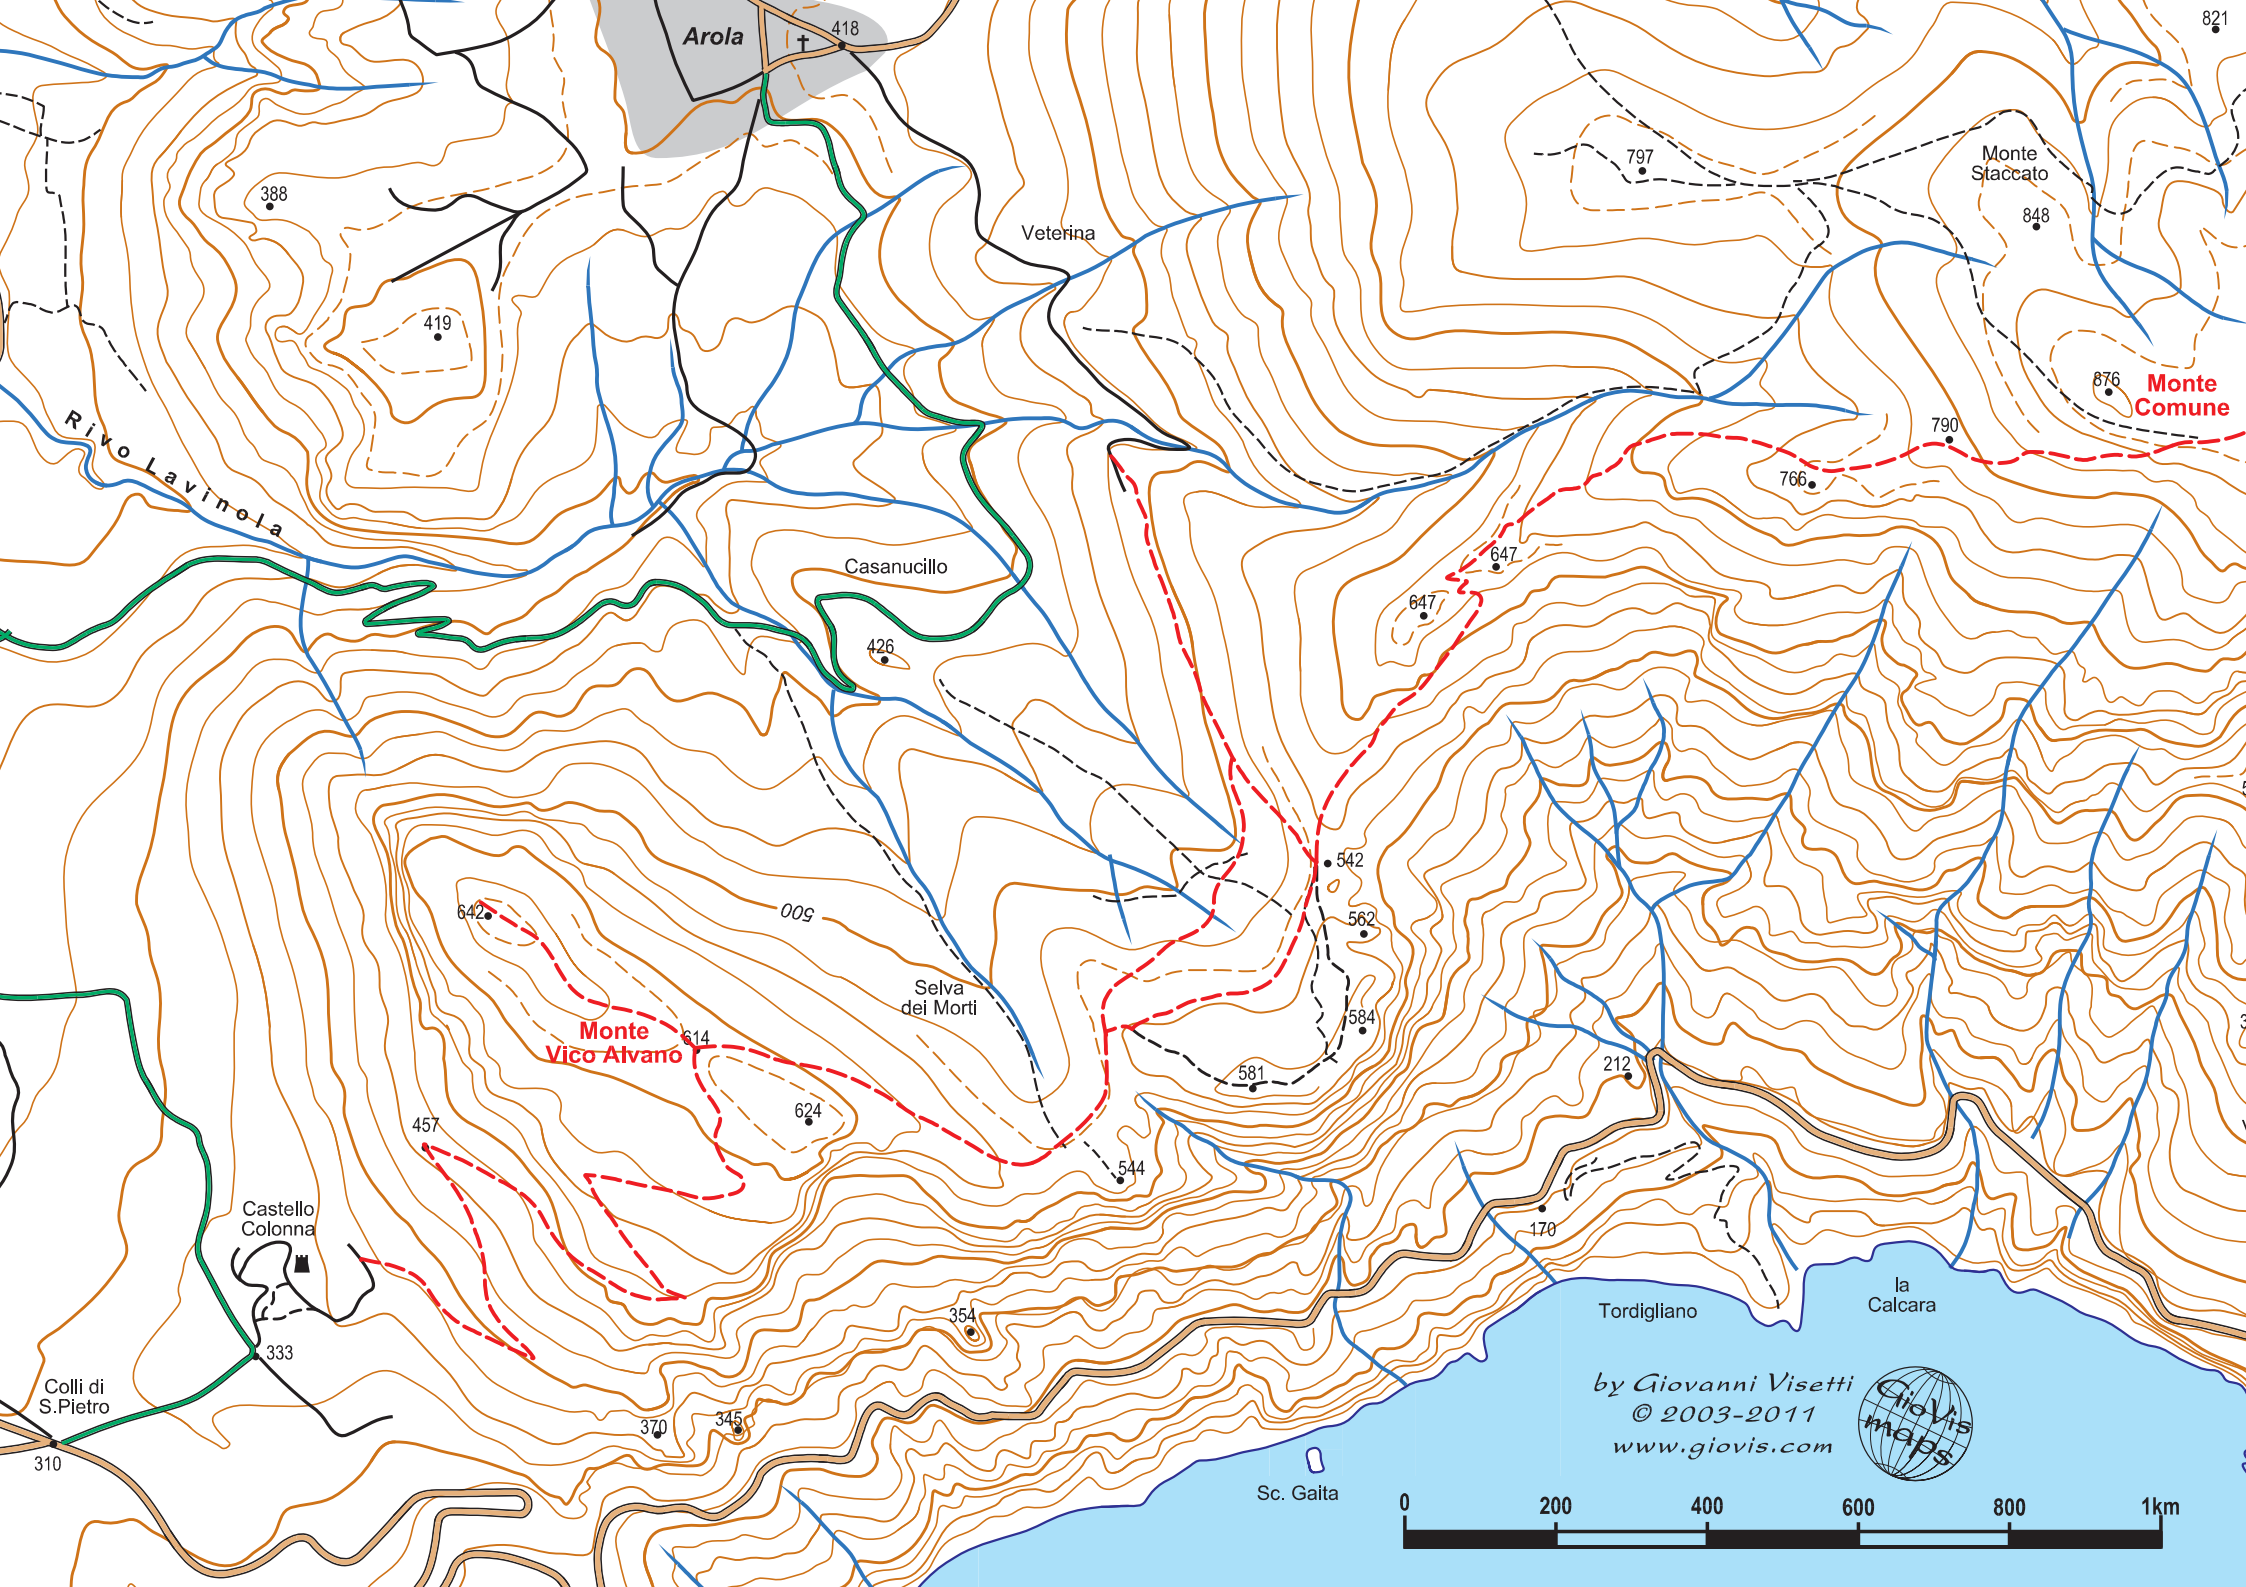 821
Arola
418
797
Monte
Staccato
388
848
Veterina
419
876
Monte
Comune
790
766
Rivo Lavinola
647
Casanucillo
647
426
542
642
500
562
Selva
dei Morti
584
Monte
Vico Alvano
614
581
212
624
457
544
Castello
Colonna
170
la
Calcara
Tordigliano
354
333
Colli di
S.Pietro
by Giovanni Visetti
© 2003-2011
www.giovis.com
GioVis
maps
370
345
310
Sc. Gaita
0 200 400 600 800 1km